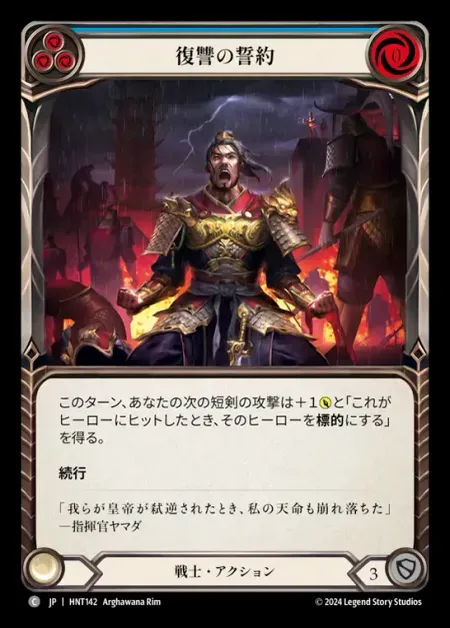 復讐の誓約
0
このターン、あなたの次の短剣の攻撃は＋1と「これが
ヒーローにヒットしたとき、そのヒーローを標的にする」
を得る。
続行
「我らが皇帝が弑逆されたとき、私の天命も崩れ落ちた」
―指揮官ヤマダ
戦士・アクション
3
C JP | HNT142 Arghawana Rim
© 2024 Legend Story Studios